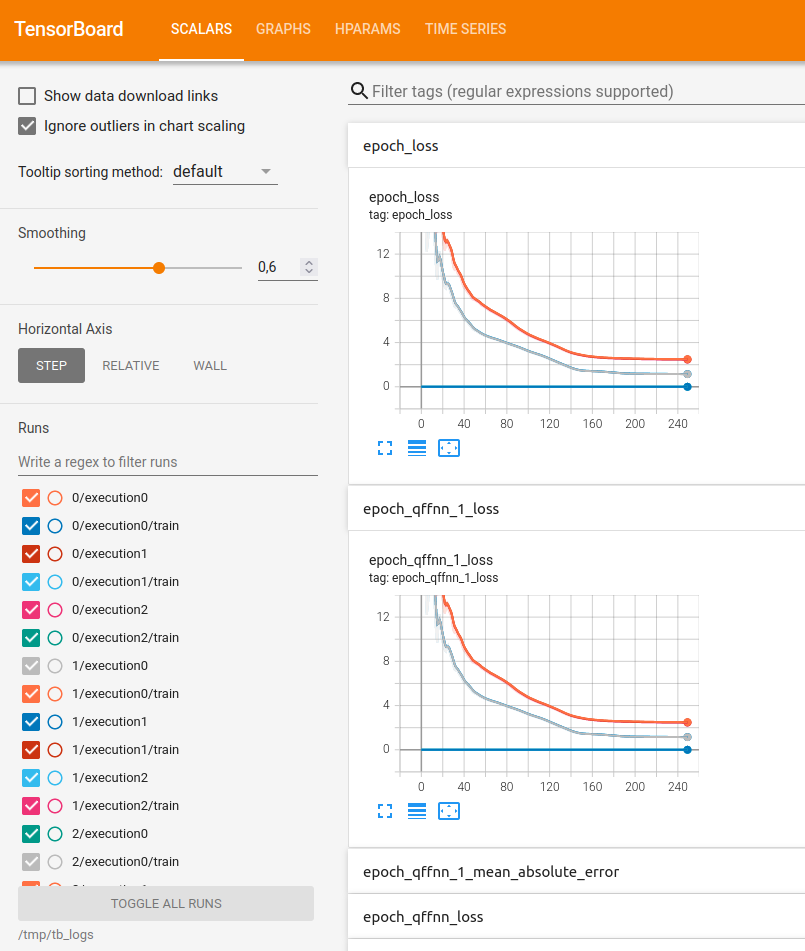 TensorBoard SCALARS GRAPHS HPARAMS TIME SERIES
Show data download links
Ignore outliers in chart scaling
Tooltip sorting method: default
Smoothing
0,6
Horizontal Axis
STEP RELATIVE WALL
Runs
Write a regex to filter runs
0/execution0
0/execution0/train
0/execution1
0/execution1/train
0/execution2
0/execution2/train
1/execution0
1/execution0/train
1/execution1
1/execution1/train
1/execution2
1/execution2/train
2/execution0
2/execution0/train
TOGGLE ALL RUNS
/tmp/tb_logs
Filter tags (regular expressions supported)
epoch_loss
epoch_loss
tag: epoch_loss
12
8
4
0
0 40 80 120 160 200 240
epoch_qffnn_1_loss
epoch_qffnn_1_loss
tag: epoch_qffnn_1_loss
12
8
4
0
0 40 80 120 160 200 240
epoch_qffnn_1_mean_absolute_error
epoch_qffnn_loss